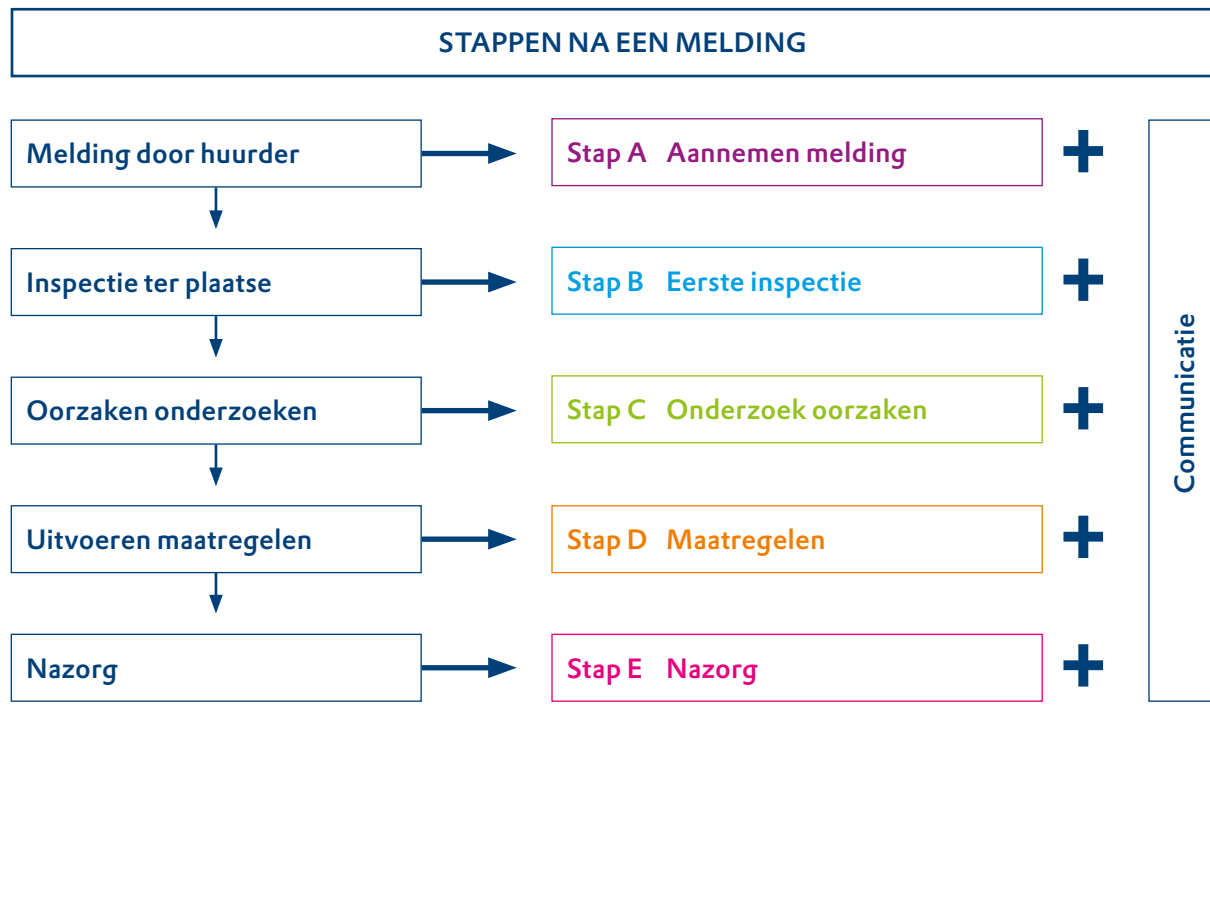 STAPPEN NA EEN MELDING
Melding door huurder
Stap A Aannemen melding
Inspectie ter plaatse
Stap B Eerste inspectie
Oorzaken onderzoeken
Stap C Onderzoek oorzaken
Uitvoeren maatregelen
Stap D Maatregelen
Nazorg
Stap E Nazorg
Communicatie